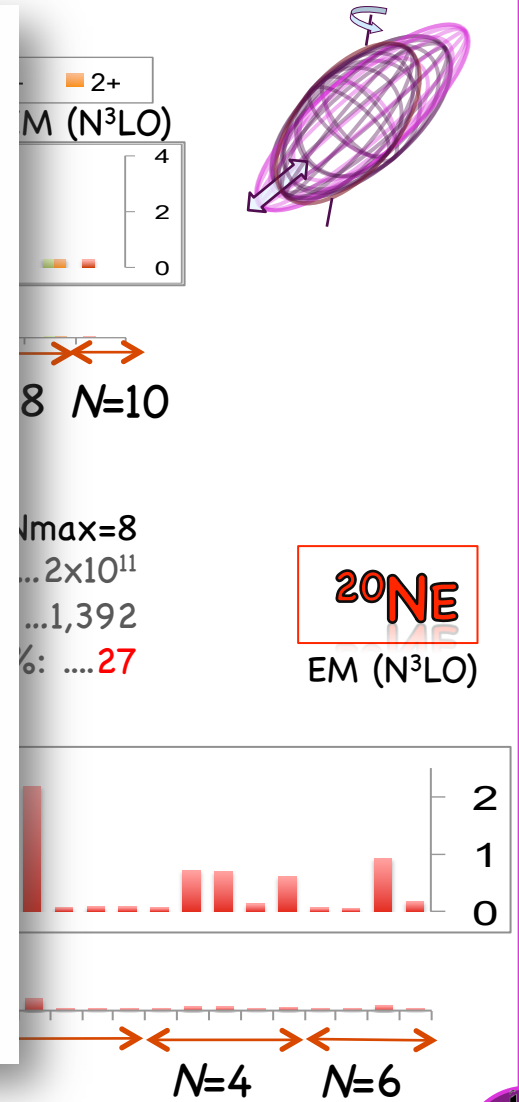 2+
M (N³LO)
4
2
0
8 N=10
Nmax=8
...2x10¹¹
...1,392
%: ....27
²⁰NE
EM (N³LO)
2
1
0
N=4 N=6